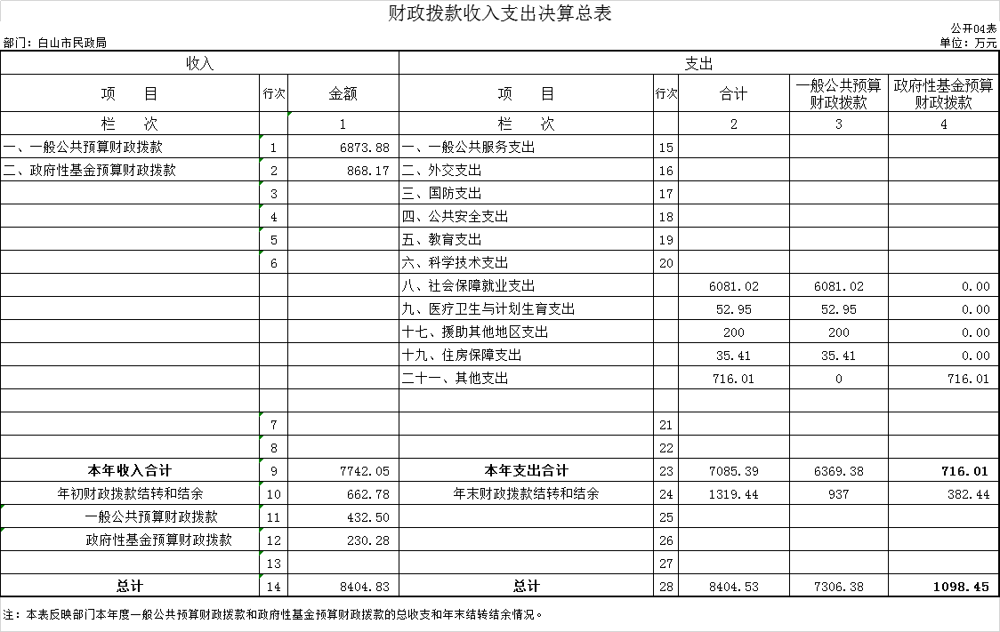 财政拨款收入支出决算总表
公开04表
部门：白山市民政局 单位：万元
收入 支出
项 目 行次 金额 项 目 行次 合计 一般公共预算财政拨款 政府性基金预算财政拨款
栏 次 1 栏 次 2 3 4
一、一般公共预算财政拨款 1 6873.88 一、一般公共服务支出 15
二、政府性基金预算财政拨款 2 868.17 二、外交支出 16
3 三、国防支出 17
4 四、公共安全支出 18
5 五、教育支出 19
6 六、科学技术支出 20
八、社会保障就业支出 6081.02 6081.02 0.00
九、医疗卫生与计划生育支出 52.95 52.95 0.00
十七、援助其他地区支出 200 200 0.00
十九、住房保障支出 35.41 35.41 0.00
二十一、其他支出 716.01 0 716.01
7 21
8 22
本年收入合计 9 7742.05 本年支出合计 23 7085.39 6369.38 716.01
年初财政拨款结转和结余 10 662.78 年末财政拨款结转和结余 24 1319.44 937 382.44
一般公共预算财政拨款 11 432.50 25
政府性基金预算财政拨款 12 230.28 26
13 27
总计 14 8404.83 总计 28 8404.53 7306.38 1098.45
注：本表反映部门本年度一般公共预算财政拨款和政府性基金预算财政拨款的总收支和年末结转结余情况。